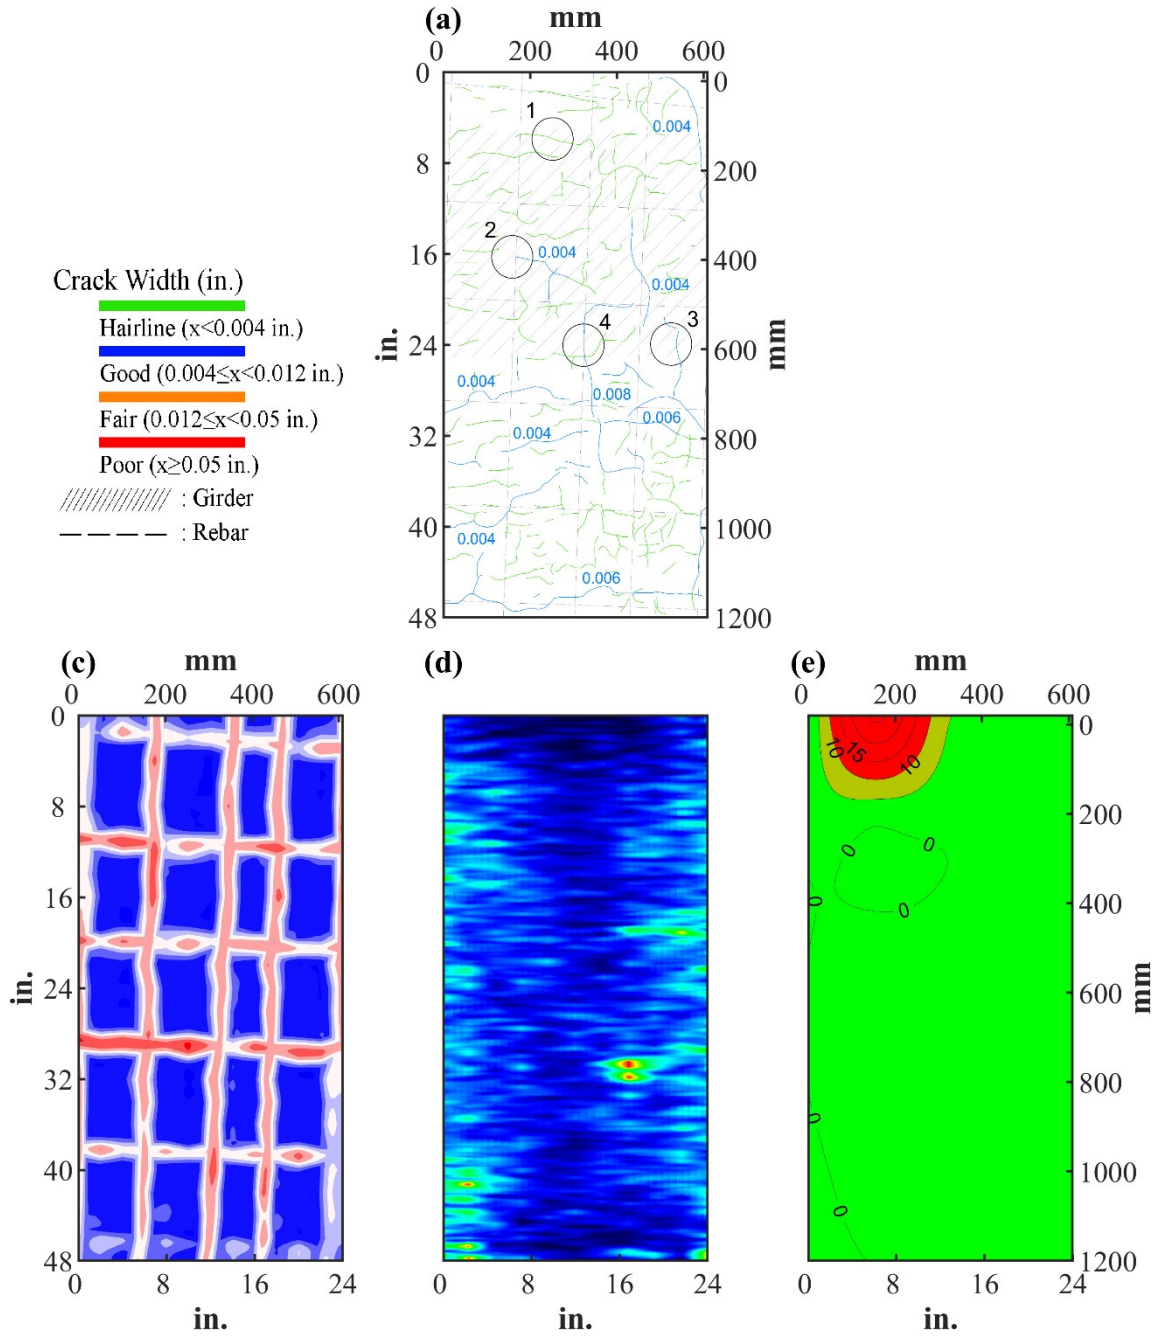 (a)
mm
0 200 400 600
0
8
16
24
32
40
48
in.
0
200
400
600
800
1000
1200
mm
1
0.004
2
0.004
0.004
4
3
0.004
0.008
0.006
0.004
0.004
0.006
Crack Width (in.)
Hairline (x<0.004 in.)
Good (0.004≤x<0.012 in.)
Fair (0.012≤x<0.05 in.)
Poor (x≥0.05 in.)
: Girder
: Rebar
(c)
mm
0 200 400 600
0
8
16
24
32
40
48
in.
0 8 16 24
in.
(d)
0 8 16 24
in.
(e)
mm
0 200 400 600
0
200
400
600
800
1000
1200
mm
10 15 10
0 0
0 0
0
0
0 8 16 24
in.